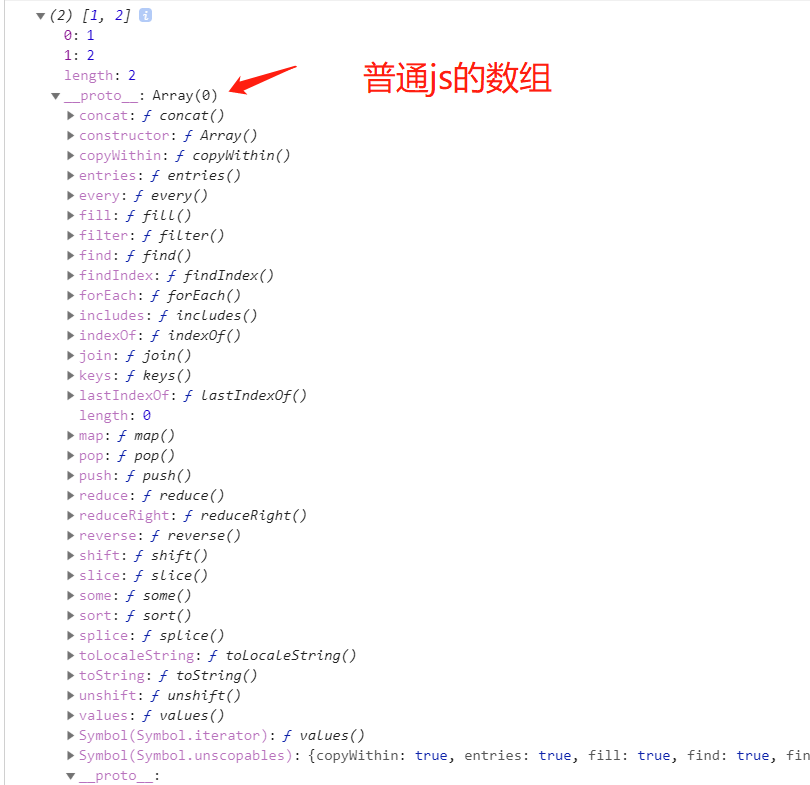 (2) [1, 2] i
0: 1
1: 2
length: 2
__proto__: Array(0)
普通js的数组
concat: ƒ concat()
constructor: ƒ Array()
copyWithin: ƒ copyWithin()
entries: ƒ entries()
every: ƒ every()
fill: ƒ fill()
filter: ƒ filter()
find: ƒ find()
findIndex: ƒ findIndex()
forEach: ƒ forEach()
includes: ƒ includes()
indexOf: ƒ indexOf()
join: ƒ join()
keys: ƒ keys()
lastIndexOf: ƒ lastIndexOf()
length: 0
map: ƒ map()
pop: ƒ pop()
push: ƒ push()
reduce: ƒ reduce()
reduceRight: ƒ reduceRight()
reverse: ƒ reverse()
shift: ƒ shift()
slice: ƒ slice()
some: ƒ some()
sort: ƒ sort()
splice: ƒ splice()
toLocaleString: ƒ toLocaleString()
toString: ƒ toString()
unshift: ƒ unshift()
values: ƒ values()
Symbol(Symbol.iterator): ƒ values()
Symbol(Symbol.unscopables): {copyWithin: true, entries: true, fill: true, find: true, fin
__proto__: